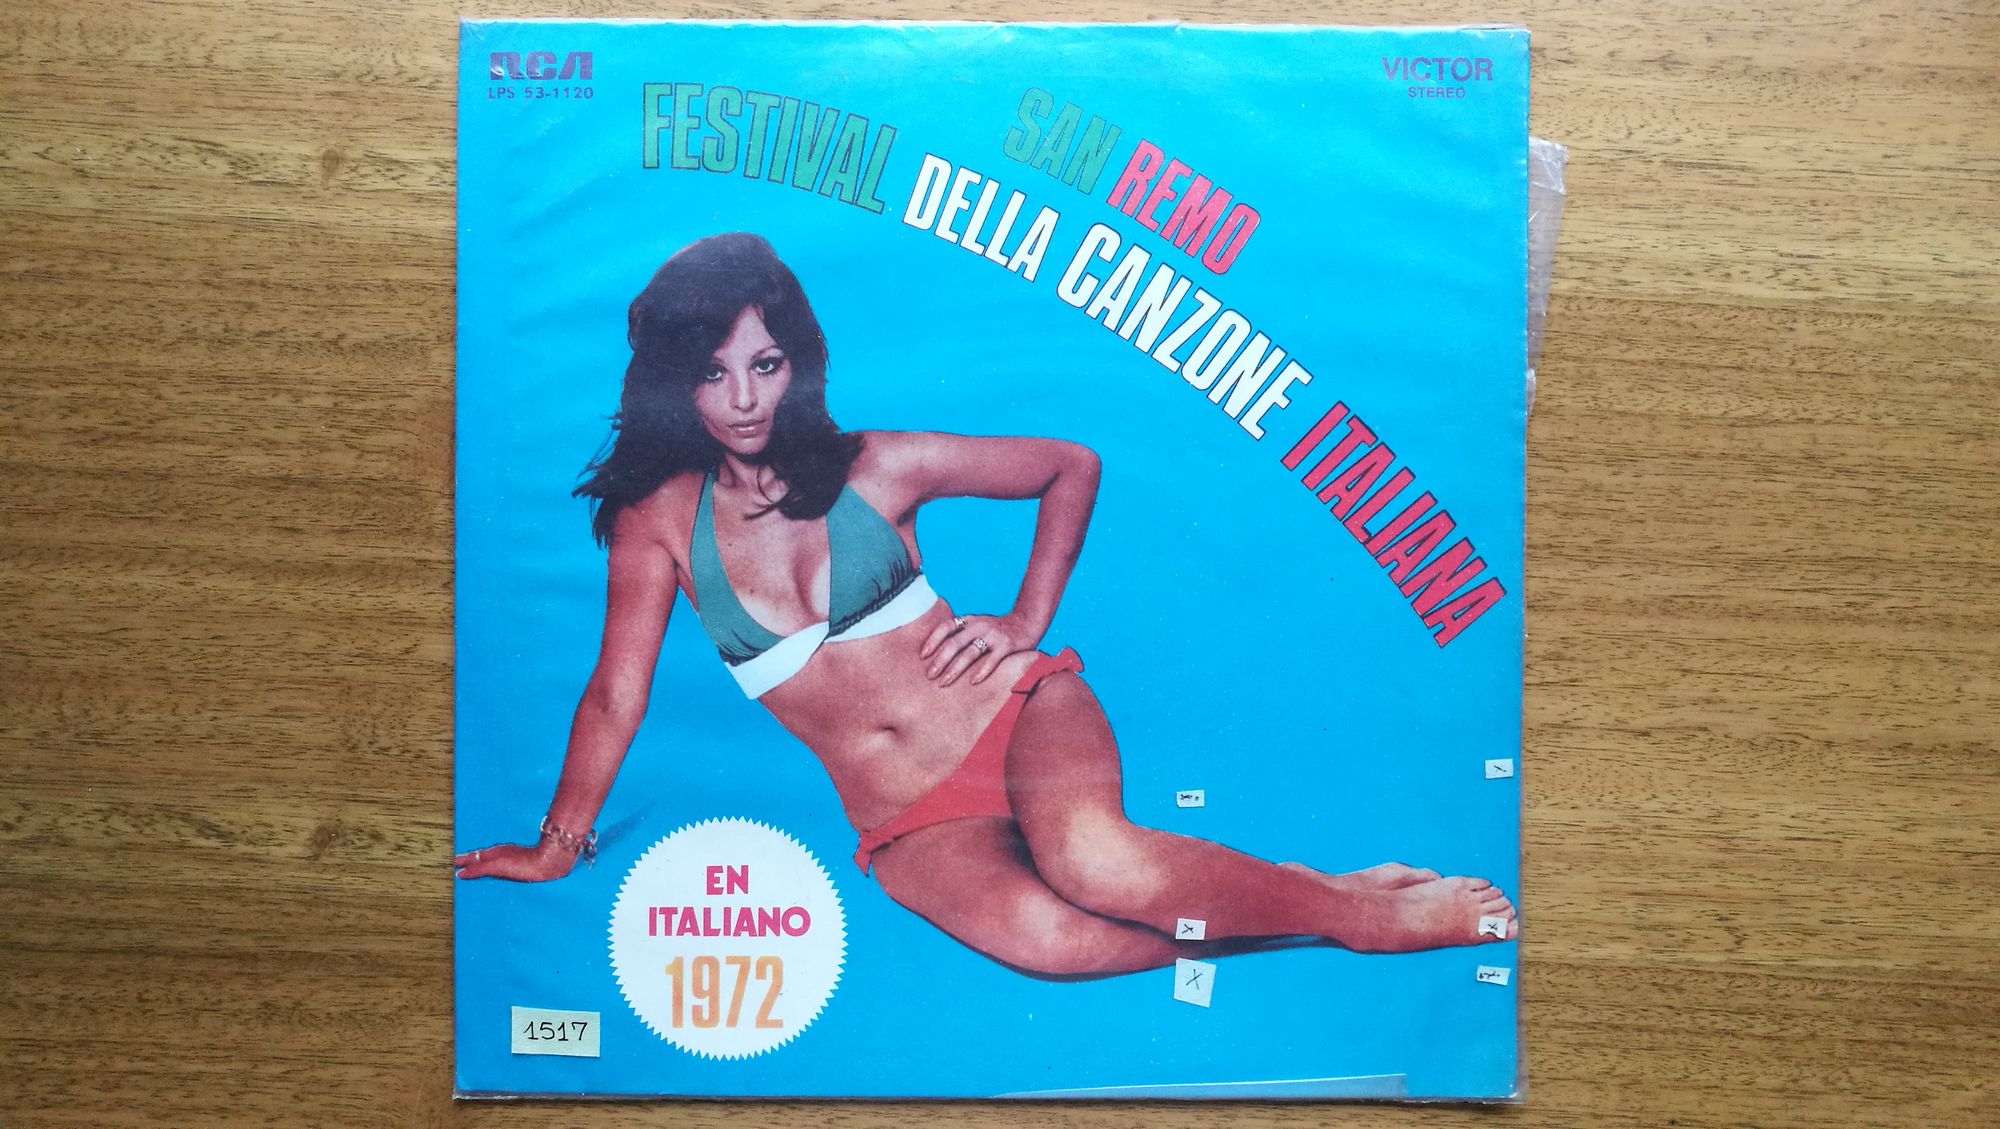 RCA
LPS 53-1120
VICTOR
STEREO
SAN REMO
FESTIVAL DELLA CANZONE ITALIANA
EN
ITALIANO
1972
1517
X
X
X